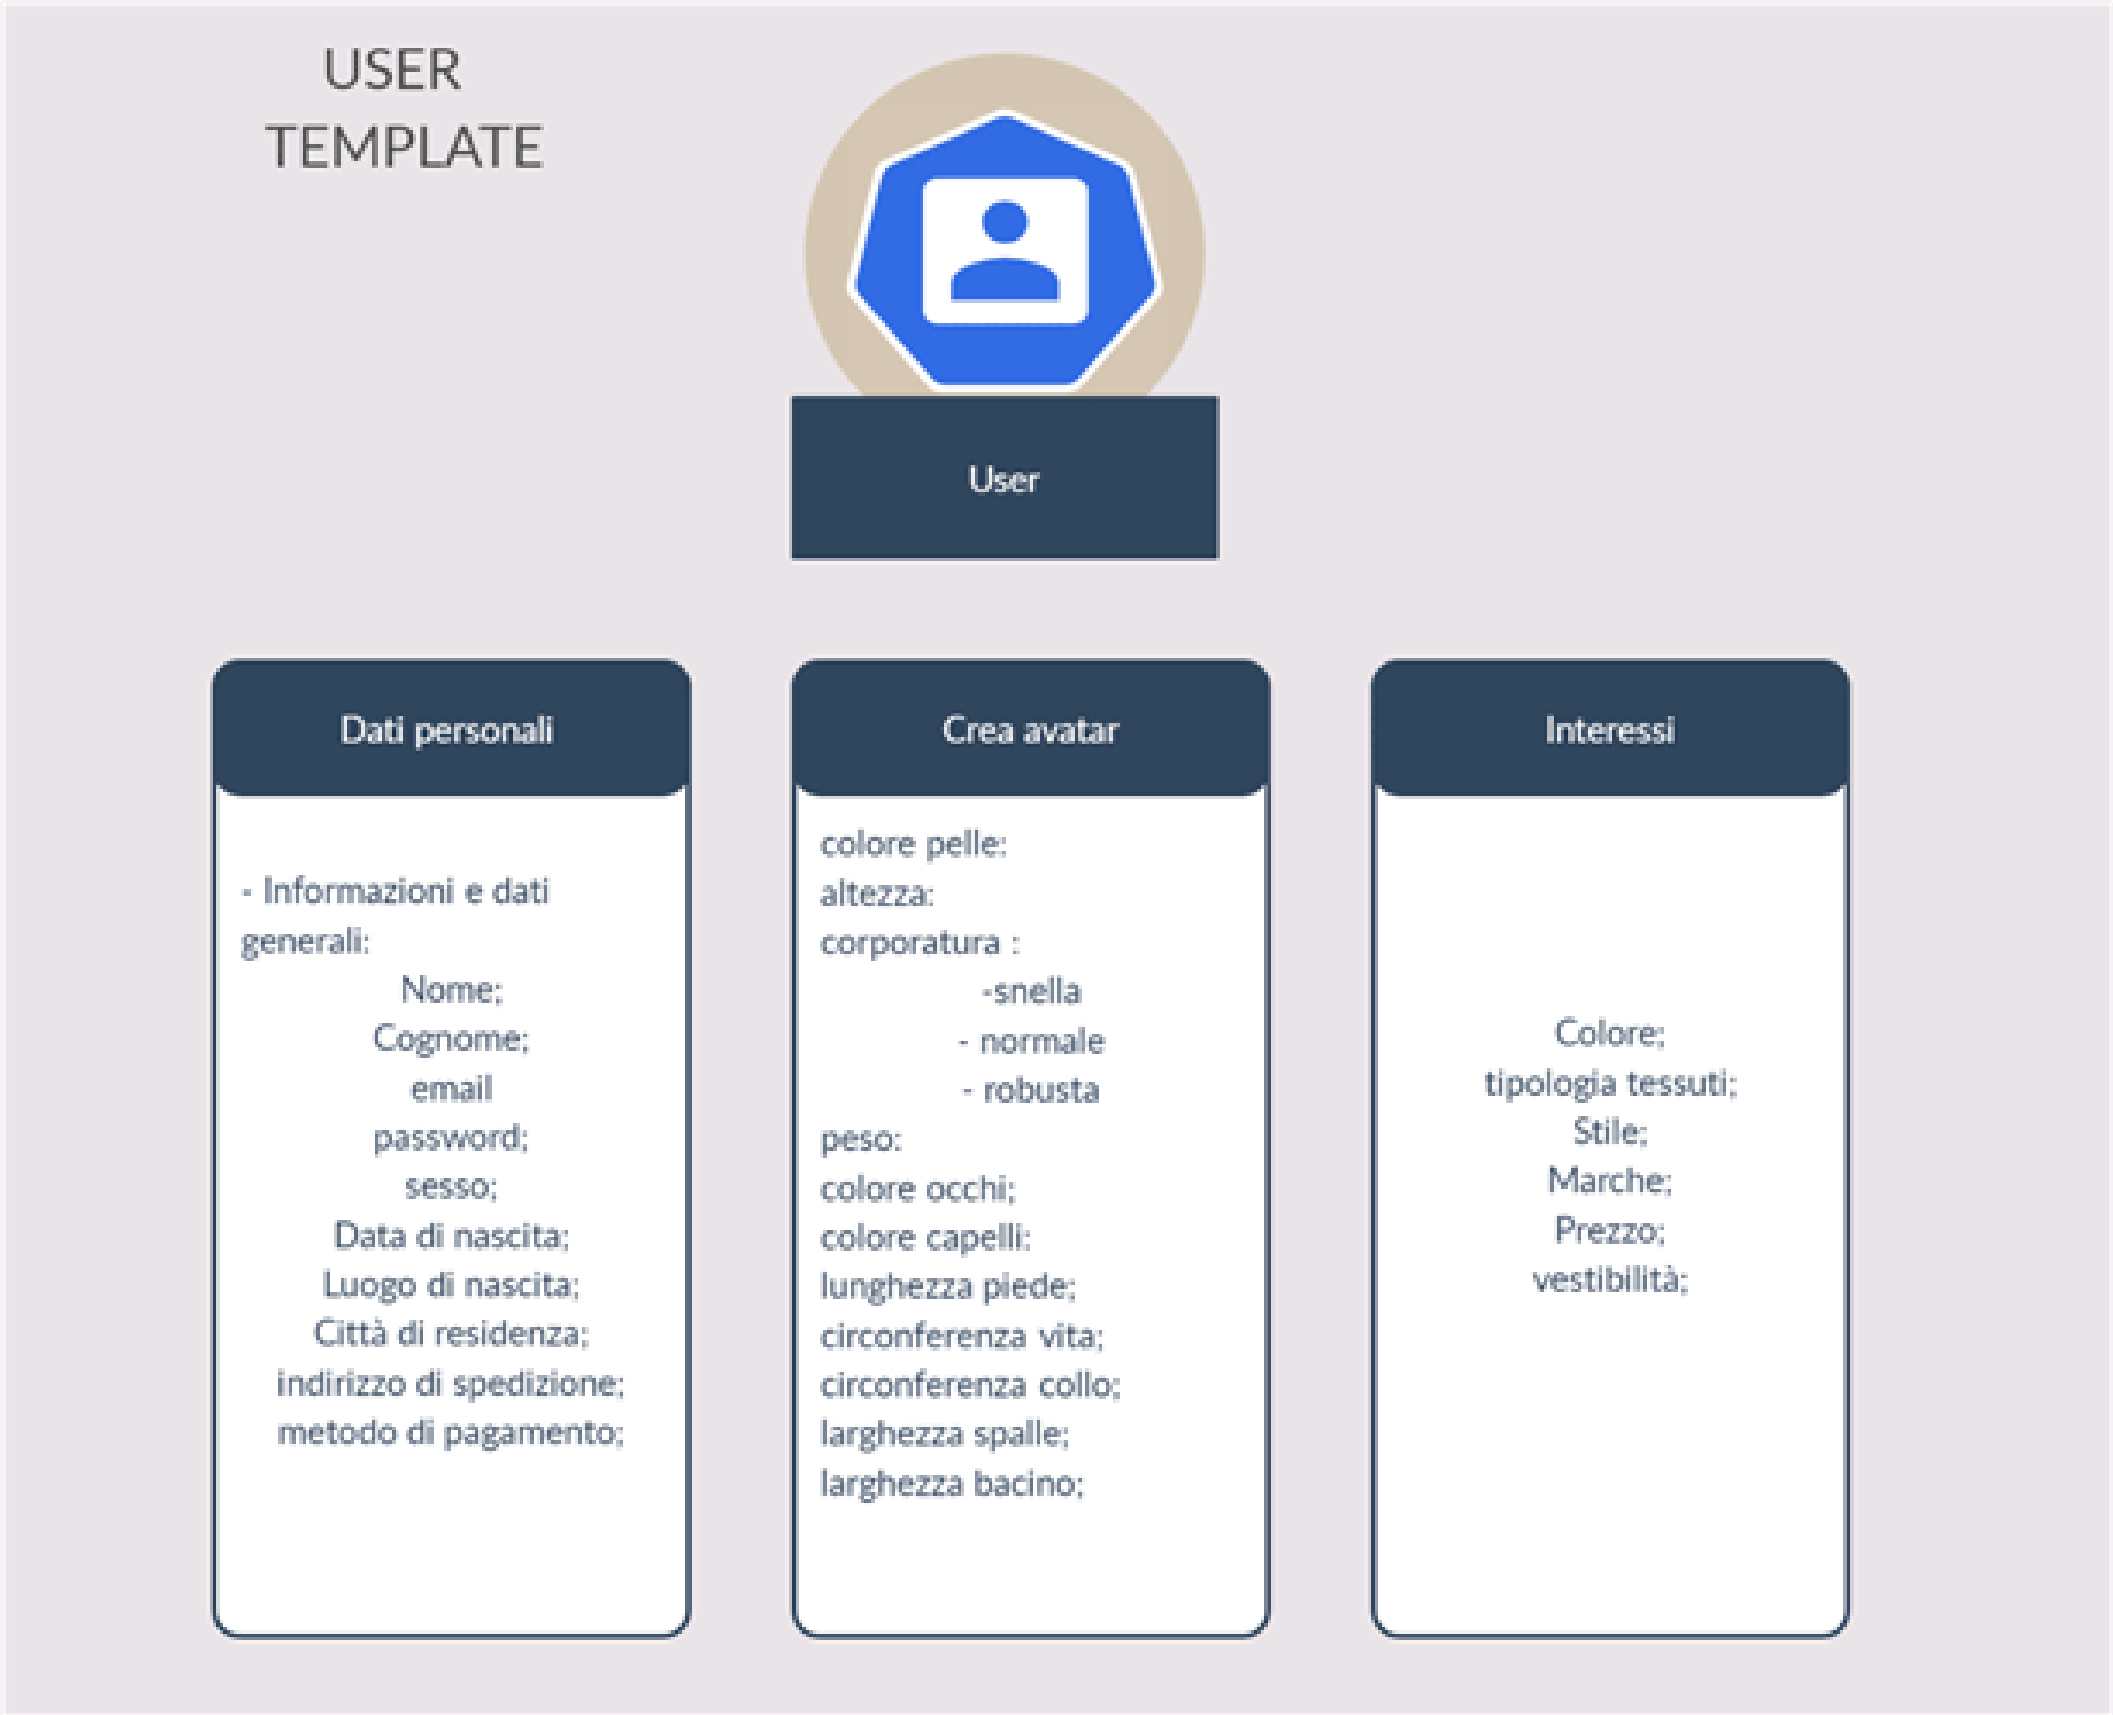 USER
TEMPLATE
User
Dati personali
- Informazioni e dati
generali:
Nome;
Cognome;
email
password;
sesso;
Data di nascita;
Luogo di nascita;
Città di residenza;
indirizzo di spedizione;
metodo di pagamento;
Crea avatar
colore pelle:
altezza:
corporatura :
-snella
- normale
- robusta
peso:
colore occhi;
colore capelli:
lunghezza piede;
circonferenza vita;
circonferenza collo;
larghezza spalle;
larghezza bacino;
Interessi
Colore;
tipologia tessuti;
Stile;
Marche;
Prezzo;
vestibilità;